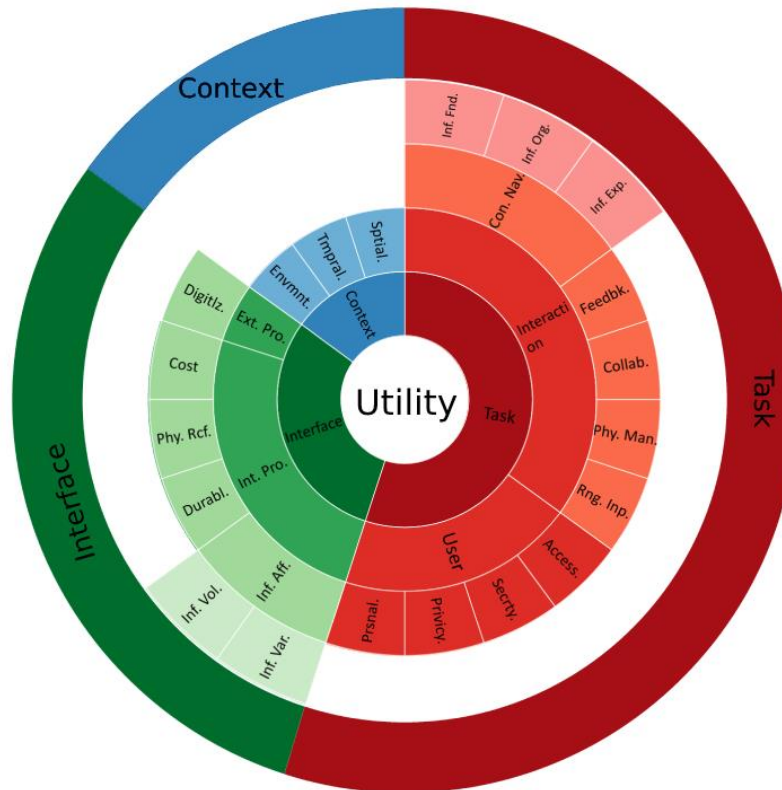 Context
Inf. Fnd.
Inf. Org.
Inf. Exp.
Con. Nav.
Sptial.
Tmpral.
Envmnt.
Context
Digitlz.
Ext. Pro.
Interacti
on
Feedbk.
Cost
Collab.
Utility
Task
Task
Interface
Phy. Rcf.
Int. Pro.
Phy. Man.
Durabl.
Rng. Inp.
Interface
User
Access.
Inf. Aff.
Secrty.
Inf. Vol.
Prsnal.
Privicy.
Inf. Var.